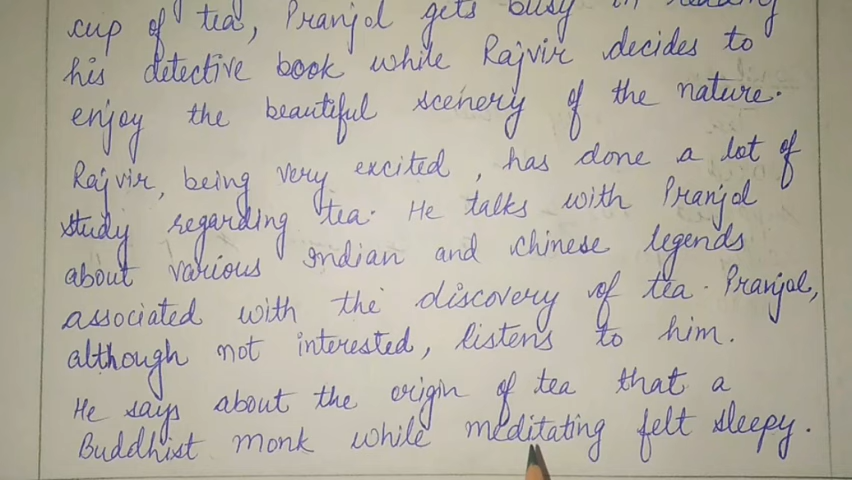 cup of tea, Pranjol gets busy in reading
his detective book while Rajvir decides to
enjoy the beautiful scenery of the nature.
Rajvir, being very excited, has done a lot of
study regarding tea. He talks with Pranjol
about various Indian and Chinese legends
associated with the discovery of tea. Pranjol,
although not interested, listens to him.
He says about the origin of tea that a
Buddhist monk while meditating felt sleepy.